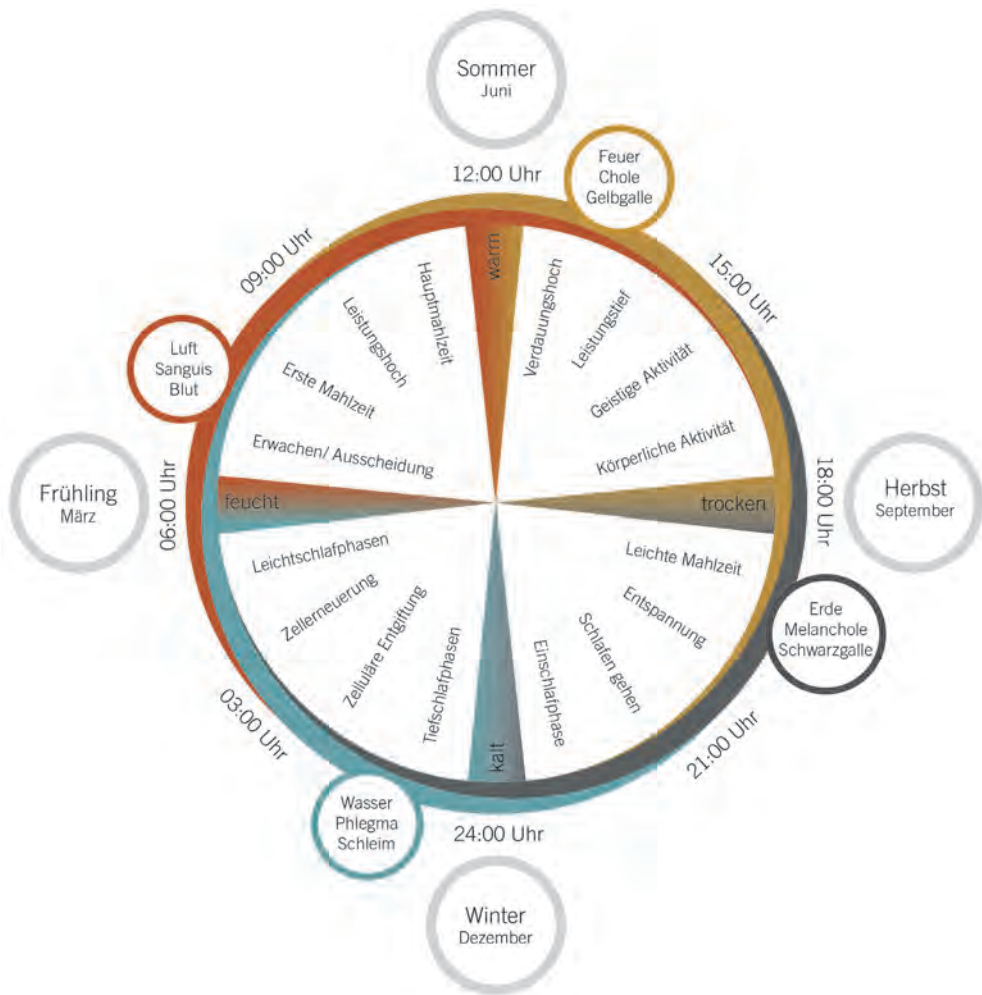 Sommer
Juni
12:00 Uhr
Feuer
Chole
Gelbgalle
15:00 Uhr
18:00 Uhr
Herbst
September
Erde
Melanchole
Schwarzgalle
21:00 Uhr
24:00 Uhr
Winter
Dezember
Wasser
Phlegma
Schleim
03:00 Uhr
06:00 Uhr
Frühling
März
Luft
Sanguis
Blut
09:00 Uhr
warm
Verdauungshoch
Leistungstief
Geistige Aktivität
Körperliche Aktivität
trocken
Leichte Mahlzeit
Entspannung
Schlafen gehen
Einschlafphase
kalt
Tiefschlafphasen
Zelluläre Entgiftung
Zellerneuerung
Leichtschlafphasen
feucht
Erwachen/ Ausscheidung
Erste Mahlzeit
Leistungshoch
Hauptmahlzeit